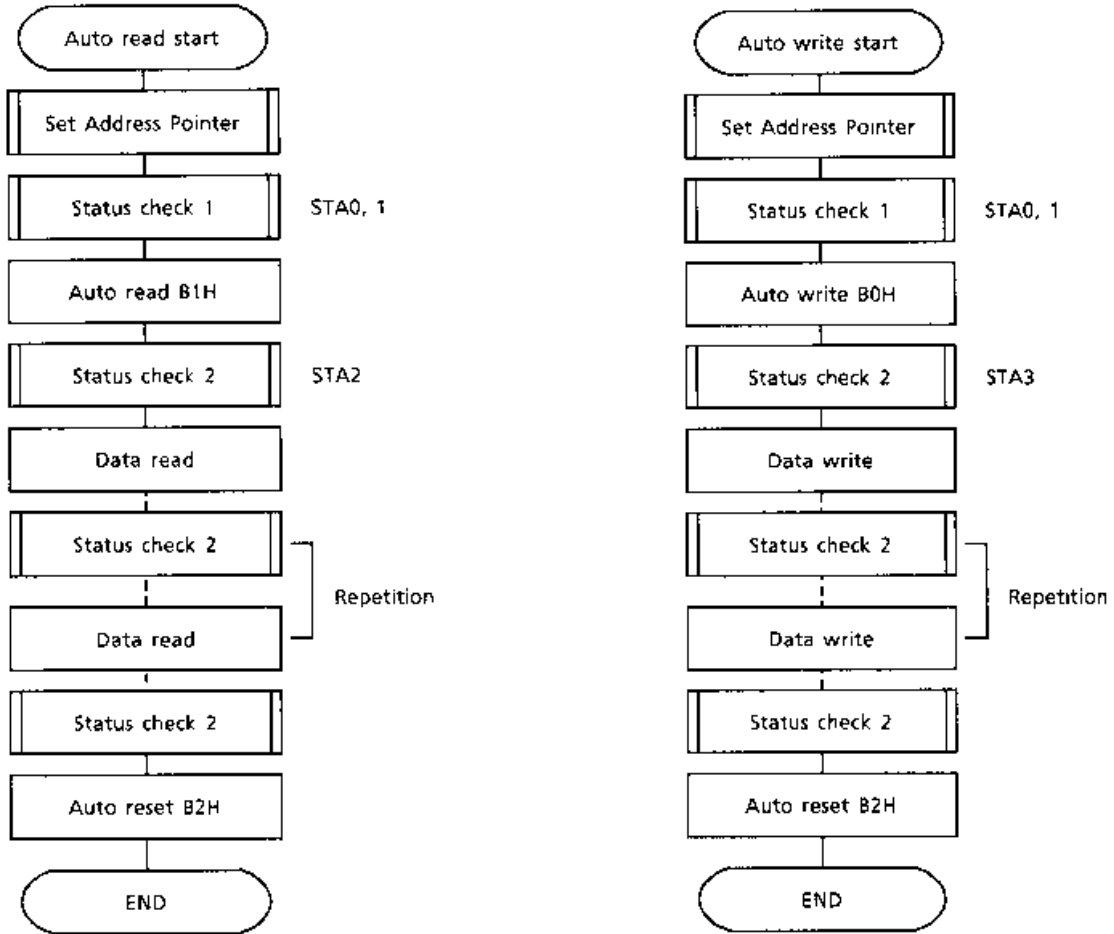 Auto read start
Set Address Pointer
Status check 1
STA0, 1
Auto read B1H
Status check 2
STA2
Data read
Status check 2
Repetition
Data read
Status check 2
Auto reset B2H
END
Auto write start
Set Address Pointer
Status check 1
STA0, 1
Auto write B0H
Status check 2
STA3
Data write
Status check 2
Repetition
Data write
Status check 2
Auto reset B2H
END